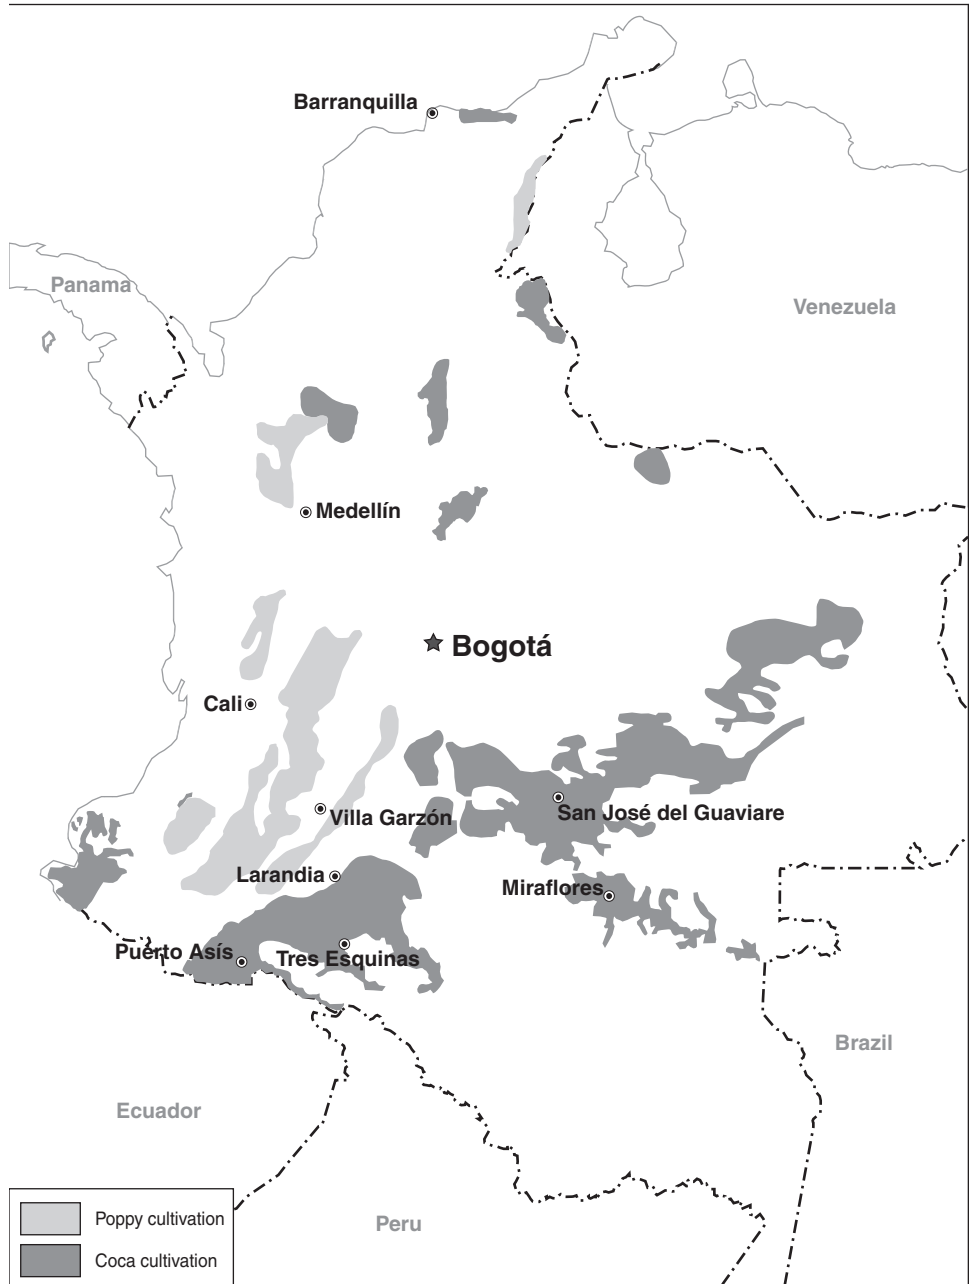 Barranquilla
Panama
Venezuela
Medellín
Bogotá
Cali
San José del Guaviare
Villa Garzón
Larandia
Miraflores
Puerto Asís
Tres Esquinas
Brazil
Ecuador
Peru
Poppy cultivation
Coca cultivation